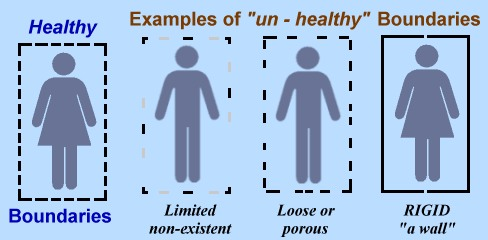 Healthy
Boundaries
Examples of "un - healthy" Boundaries
Limited
non-existent
Loose or
porous
RIGID
"a wall"